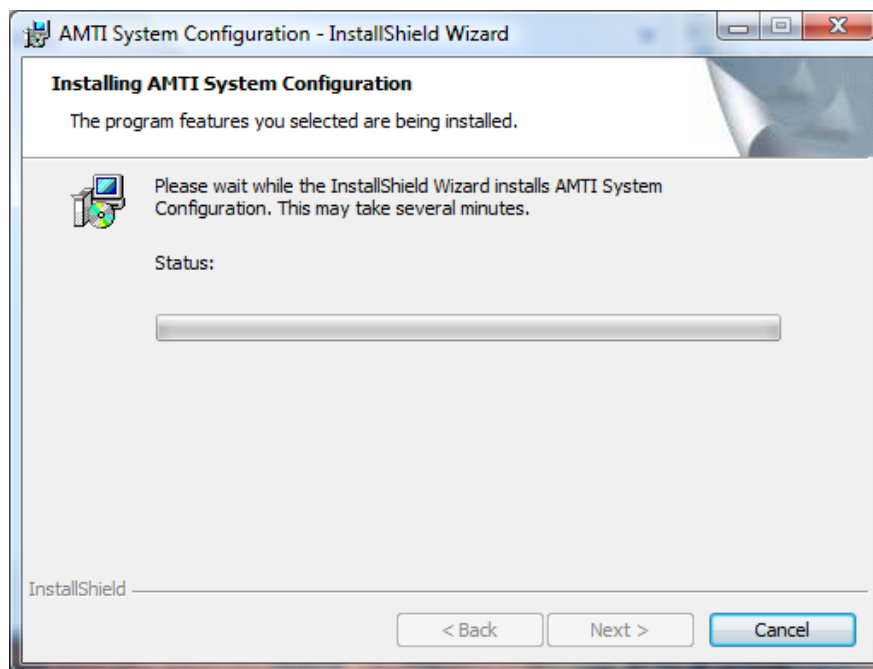 AMTI System Configuration - InstallShield Wizard
Installing AMTI System Configuration
The program features you selected are being installed.
Please wait while the InstallShield Wizard installs AMTI System
Configuration. This may take several minutes.
Status:
InstallShield
< Back
Next >
Cancel